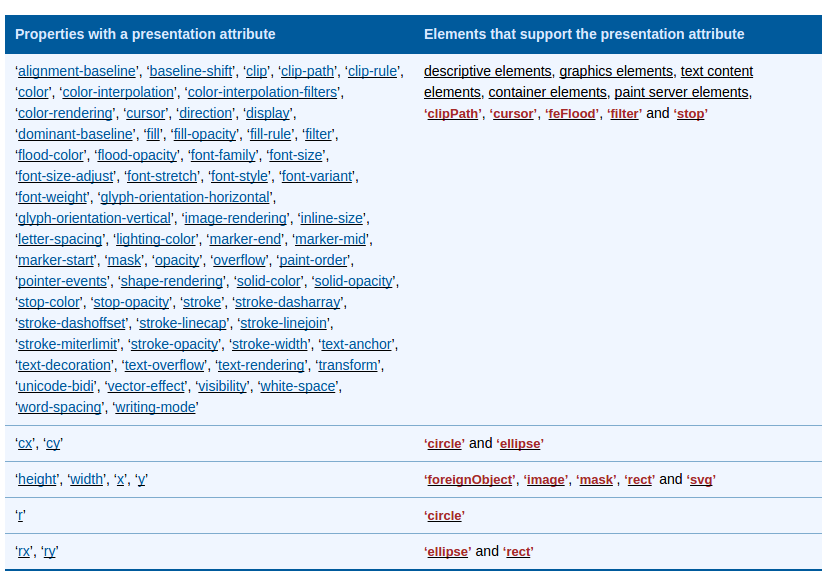 Properties with a presentation attribute
Elements that support the presentation attribute
‘alignment-baseline’, ‘baseline-shift’, ‘clip’, ‘clip-path’, ‘clip-rule’,
‘color’, ‘color-interpolation’, ‘color-interpolation-filters’,
‘color-rendering’, ‘cursor’, ‘direction’, ‘display’,
‘dominant-baseline’, ‘fill’, ‘fill-opacity’, ‘fill-rule’, ‘filter’,
‘flood-color’, ‘flood-opacity’, ‘font-family’, ‘font-size’,
‘font-size-adjust’, ‘font-stretch’, ‘font-style’, ‘font-variant’,
‘font-weight’, ‘glyph-orientation-horizontal’,
‘glyph-orientation-vertical’, ‘image-rendering’, ‘inline-size’,
‘letter-spacing’, ‘lighting-color’, ‘marker-end’, ‘marker-mid’,
‘marker-start’, ‘mask’, ‘opacity’, ‘overflow’, ‘paint-order’,
‘pointer-events’, ‘shape-rendering’, ‘solid-color’, ‘solid-opacity’,
‘stop-color’, ‘stop-opacity’, ‘stroke’, ‘stroke-dasharray’,
‘stroke-dashoffset’, ‘stroke-linecap’, ‘stroke-linejoin’,
‘stroke-miterlimit’, ‘stroke-opacity’, ‘stroke-width’, ‘text-anchor’,
‘text-decoration’, ‘text-overflow’, ‘text-rendering’, ‘transform’,
‘unicode-bidi’, ‘vector-effect’, ‘visibility’, ‘white-space’,
‘word-spacing’, ‘writing-mode’
descriptive elements, graphics elements, text content
elements, container elements, paint server elements,
‘clipPath’, ‘cursor’, ‘feFlood’, ‘filter’ and ‘stop’
‘cx’, ‘cy’
‘circle’ and ‘ellipse’
‘height’, ‘width’, ‘x’, ‘y’
‘foreignObject’, ‘image’, ‘mask’, ‘rect’ and ‘svg’
‘r’
‘circle’
‘rx’, ‘ry’
‘ellipse’ and ‘rect’